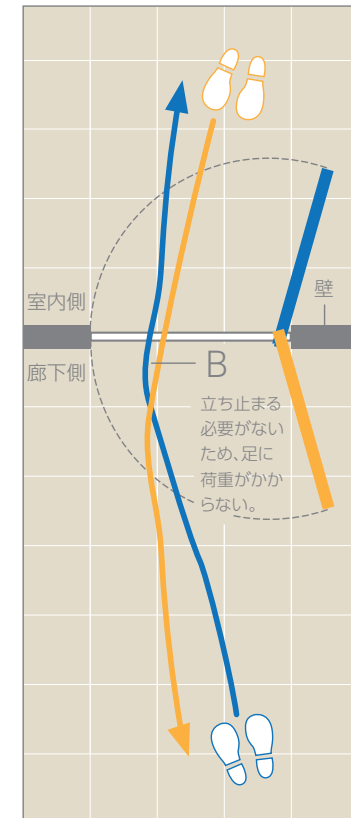 壁
室内側
廊下側
B
立ち止まる
必要がない
ため、足に
荷重がかか
らない。